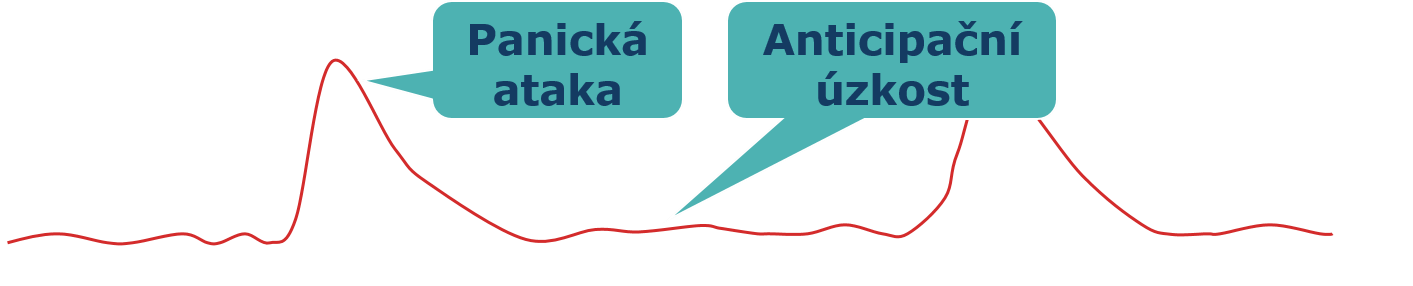 Panická
ataka
Anticipační
úzkost